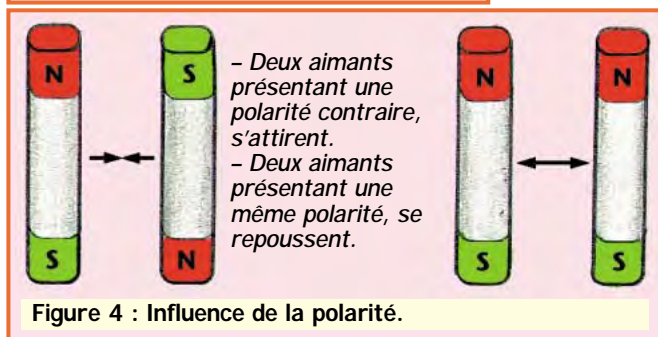 N
S
S
N
– Deux aimants
présentant une
polarité contraire,
s'attirent.
– Deux aimants
présentant une
même polarité, se
repoussent.
N
S
N
S
Figure 4 : Influence de la polarité.